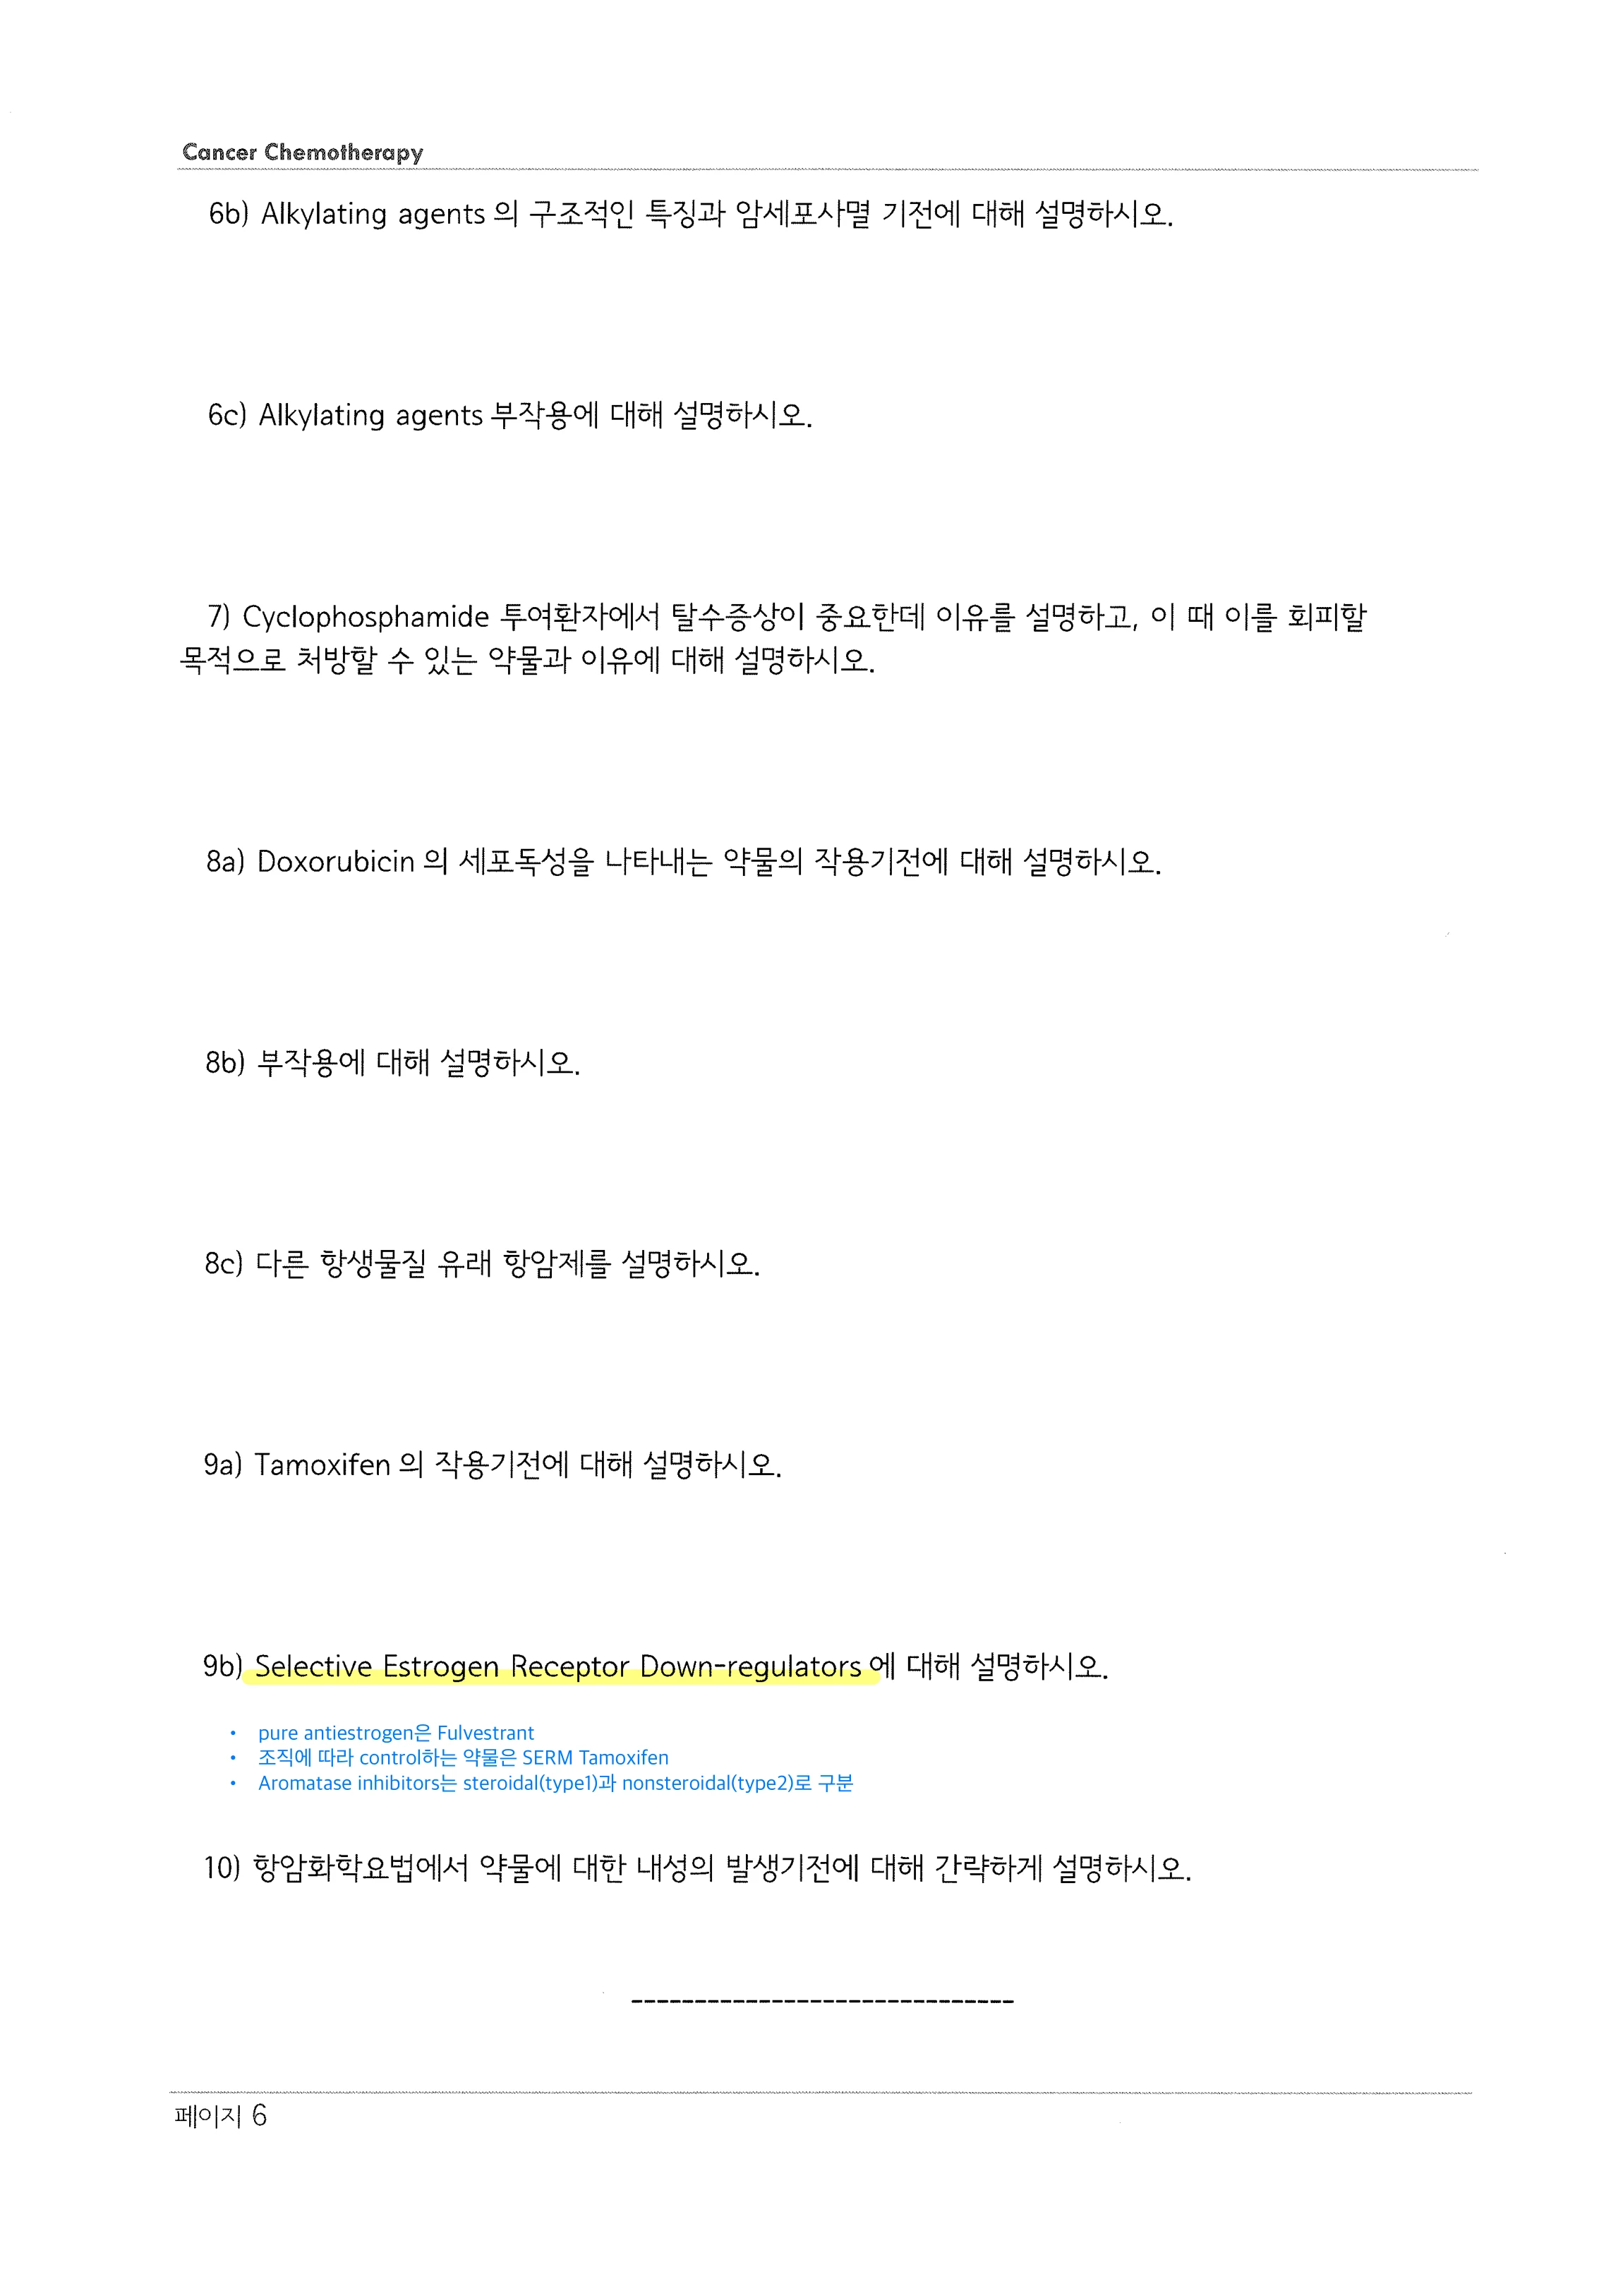 Cancer Chemotherapy
6b) Alkylating agents 의 구조적인 특징과 암세포사멸 기전에 대해 설명하시오.
6c) Alkylating agents 부작용에 대해 설명하시오.
7) Cyclophosphamide 투여환자에서 탈수증상이 중요한데 이유를 설명하고, 이 때 이를 회피할
목적으로 처방할 수 있는 약물과 이유에 대해 설명하시오.
8a) Doxorubicin 의 세포독성을 나타내는 약물의 작용기전에 대해 설명하시오.
8b) 부작용에 대해 설명하시오.
8c) 다른 항생물질 유래 항암제를 설명하시오.
9a) Tamoxifen 의 작용기전에 대해 설명하시오.
9b) Selective Estrogen Receptor Down-regulators 에 대해 설명하시오.
• pure antiestrogen은 Fulvestrant
• 조직에 따라 control하는 약물은 SERM Tamoxifen
• Aromatase inhibitors는 steroidal(type1)과 nonsteroidal(type2)로 구분
10) 항암화학요법에서 약물에 대한 내성의 발생기전에 대해 간략하게 설명하시오.
------------------------------
페이지 6